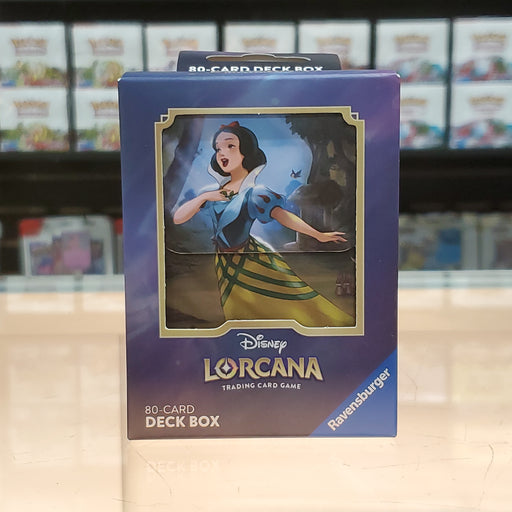 80-CARD DECK BOX
Disney
LORCANA
TRADING CARD GAME
80-CARD
DECK BOX
Ravensburger